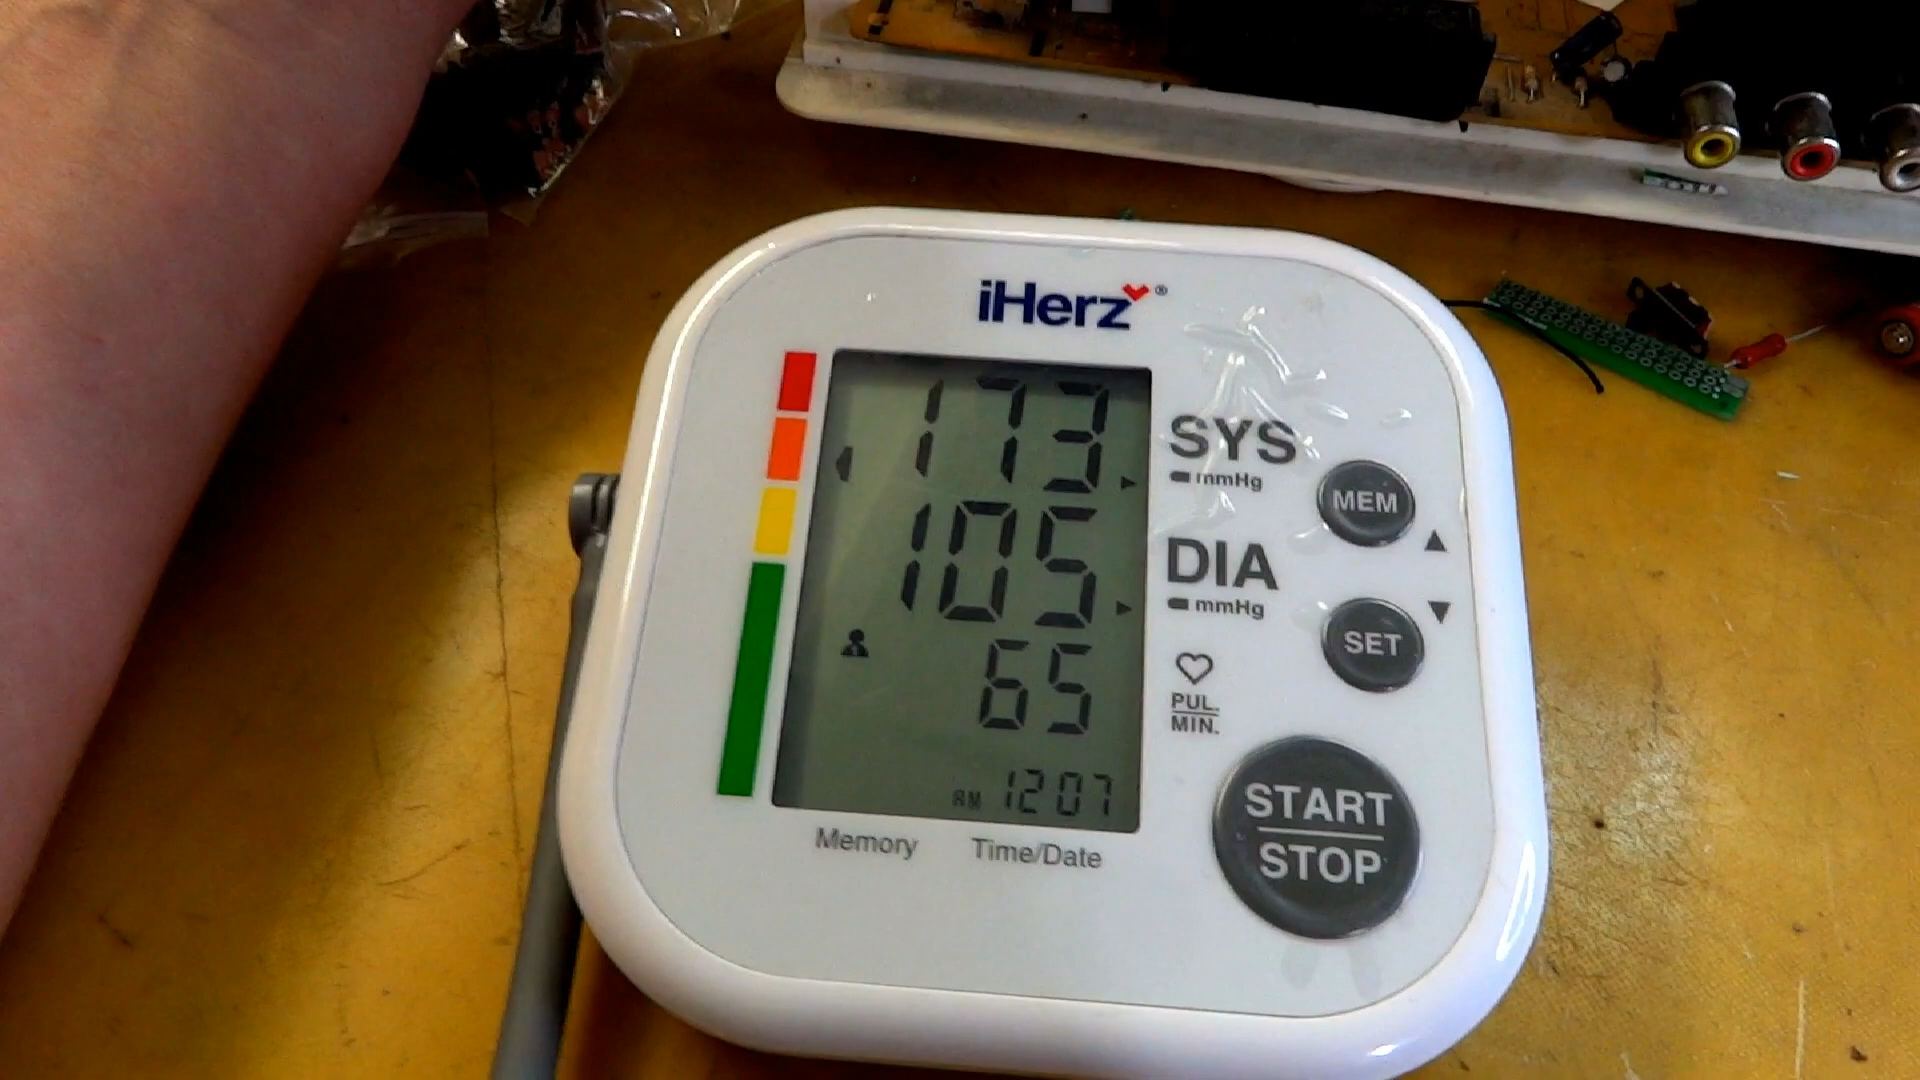 iHerz®
173
SYS
mmHg
MEM
105
DIA
mmHg
SET
65
PUL.
MIN.
AM 12 07
START
STOP
Memory Time/Date